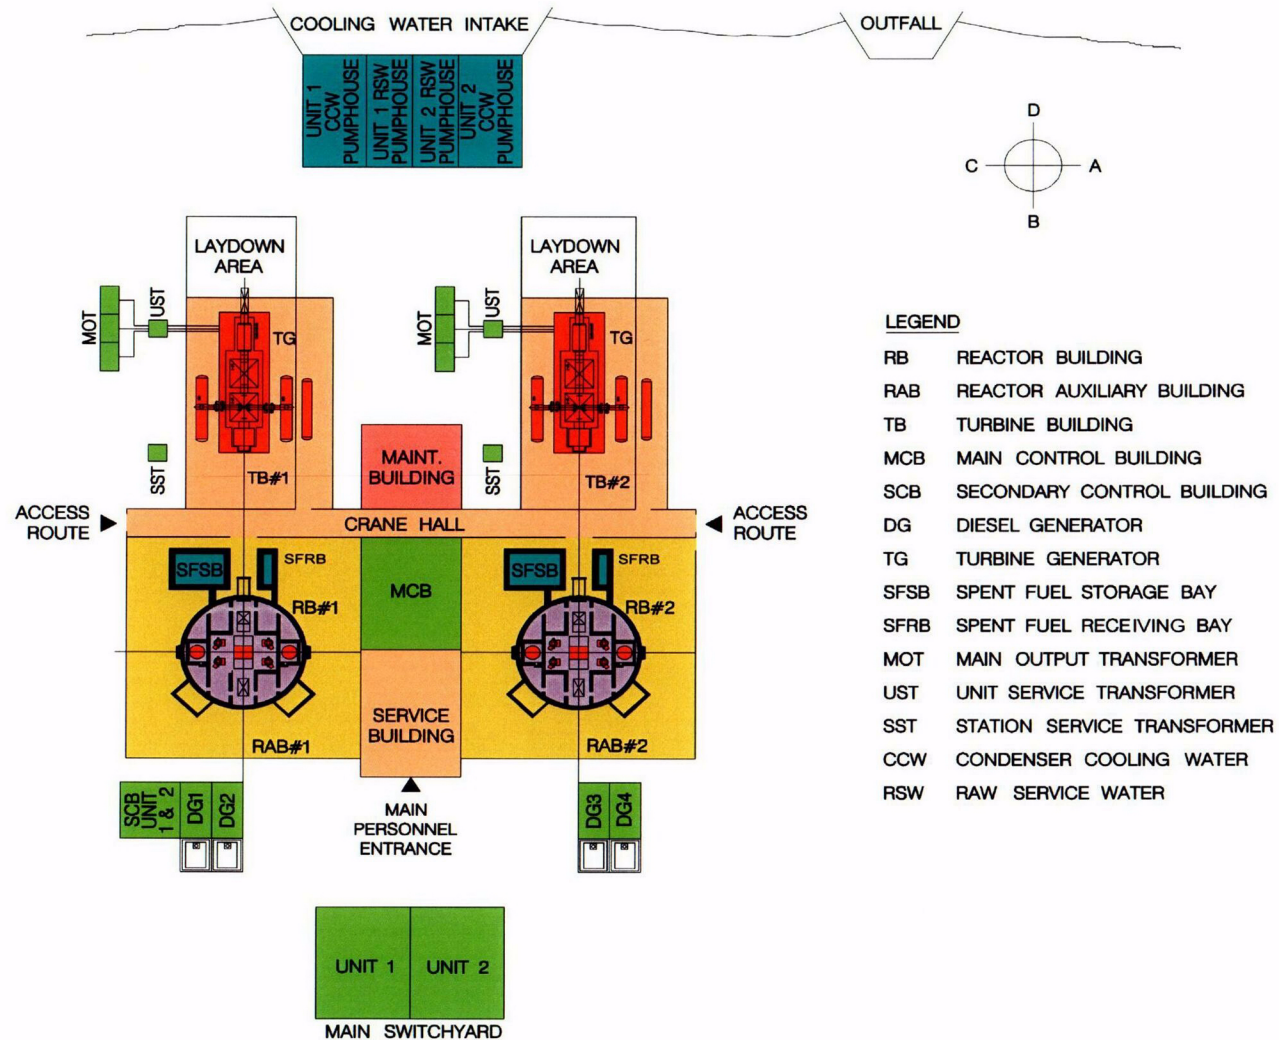 COOLING WATER INTAKE
OUTFALL
UNIT 1
CCW
PUMPHOUSE
UNIT 1 RSW
PUMPHOUSE
UNIT 2 RSW
PUMPHOUSE
UNIT 2
CCW
PUMPHOUSE
D
C
A
B
LAYDOWN
AREA
LAYDOWN
AREA
MOT
UST
TG
MOT
UST
TG
SST
TB#1
MAINT.
BUILDING
SST
TB#2
ACCESS
ROUTE
CRANE HALL
ACCESS
ROUTE
SFSB
SFRB
RB#1
MCB
SFSB
SFRB
RB#2
SERVICE
BUILDING
RAB#1
RAB#2
SCB
UNIT
1 & 2
DG1
DG2
MAIN
PERSONNEL
ENTRANCE
DG3
DG4
UNIT 1
UNIT 2
MAIN SWITCHYARD
LEGEND
RB REACTOR BUILDING
RAB REACTOR AUXILIARY BUILDING
TB TURBINE BUILDING
MCB MAIN CONTROL BUILDING
SCB SECONDARY CONTROL BUILDING
DG DIESEL GENERATOR
TG TURBINE GENERATOR
SFSB SPENT FUEL STORAGE BAY
SFRB SPENT FUEL RECEIVING BAY
MOT MAIN OUTPUT TRANSFORMER
UST UNIT SERVICE TRANSFORMER
SST STATION SERVICE TRANSFORMER
CCW CONDENSER COOLING WATER
RSW RAW SERVICE WATER